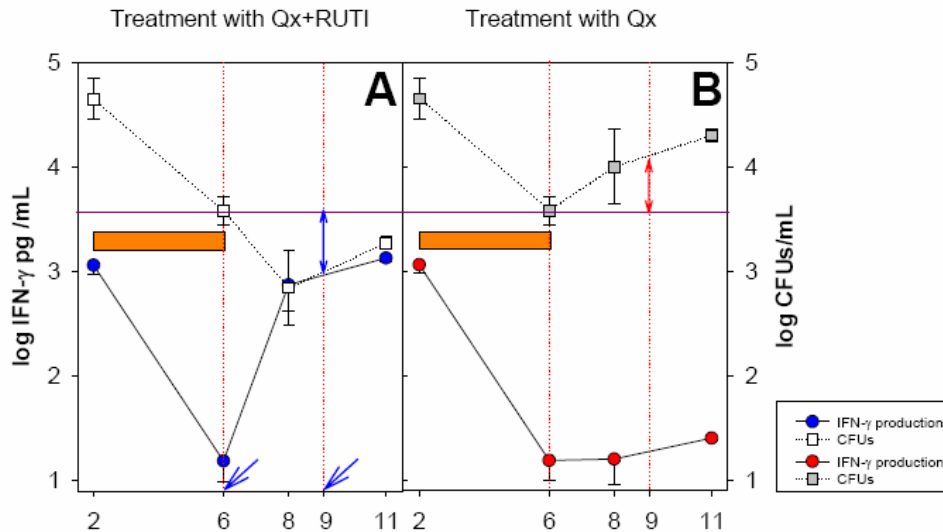 Treatment with Qx+RUTI
Treatment with Qx
A
B
log IFN-γ pg /mL
5
4
3
2
1
2 6 8 9 11
2 6 8 9 11
5
4
3
2
1
log CFUs/mL
IFN-γ production
CFUs
IFN-γ production
CFUs